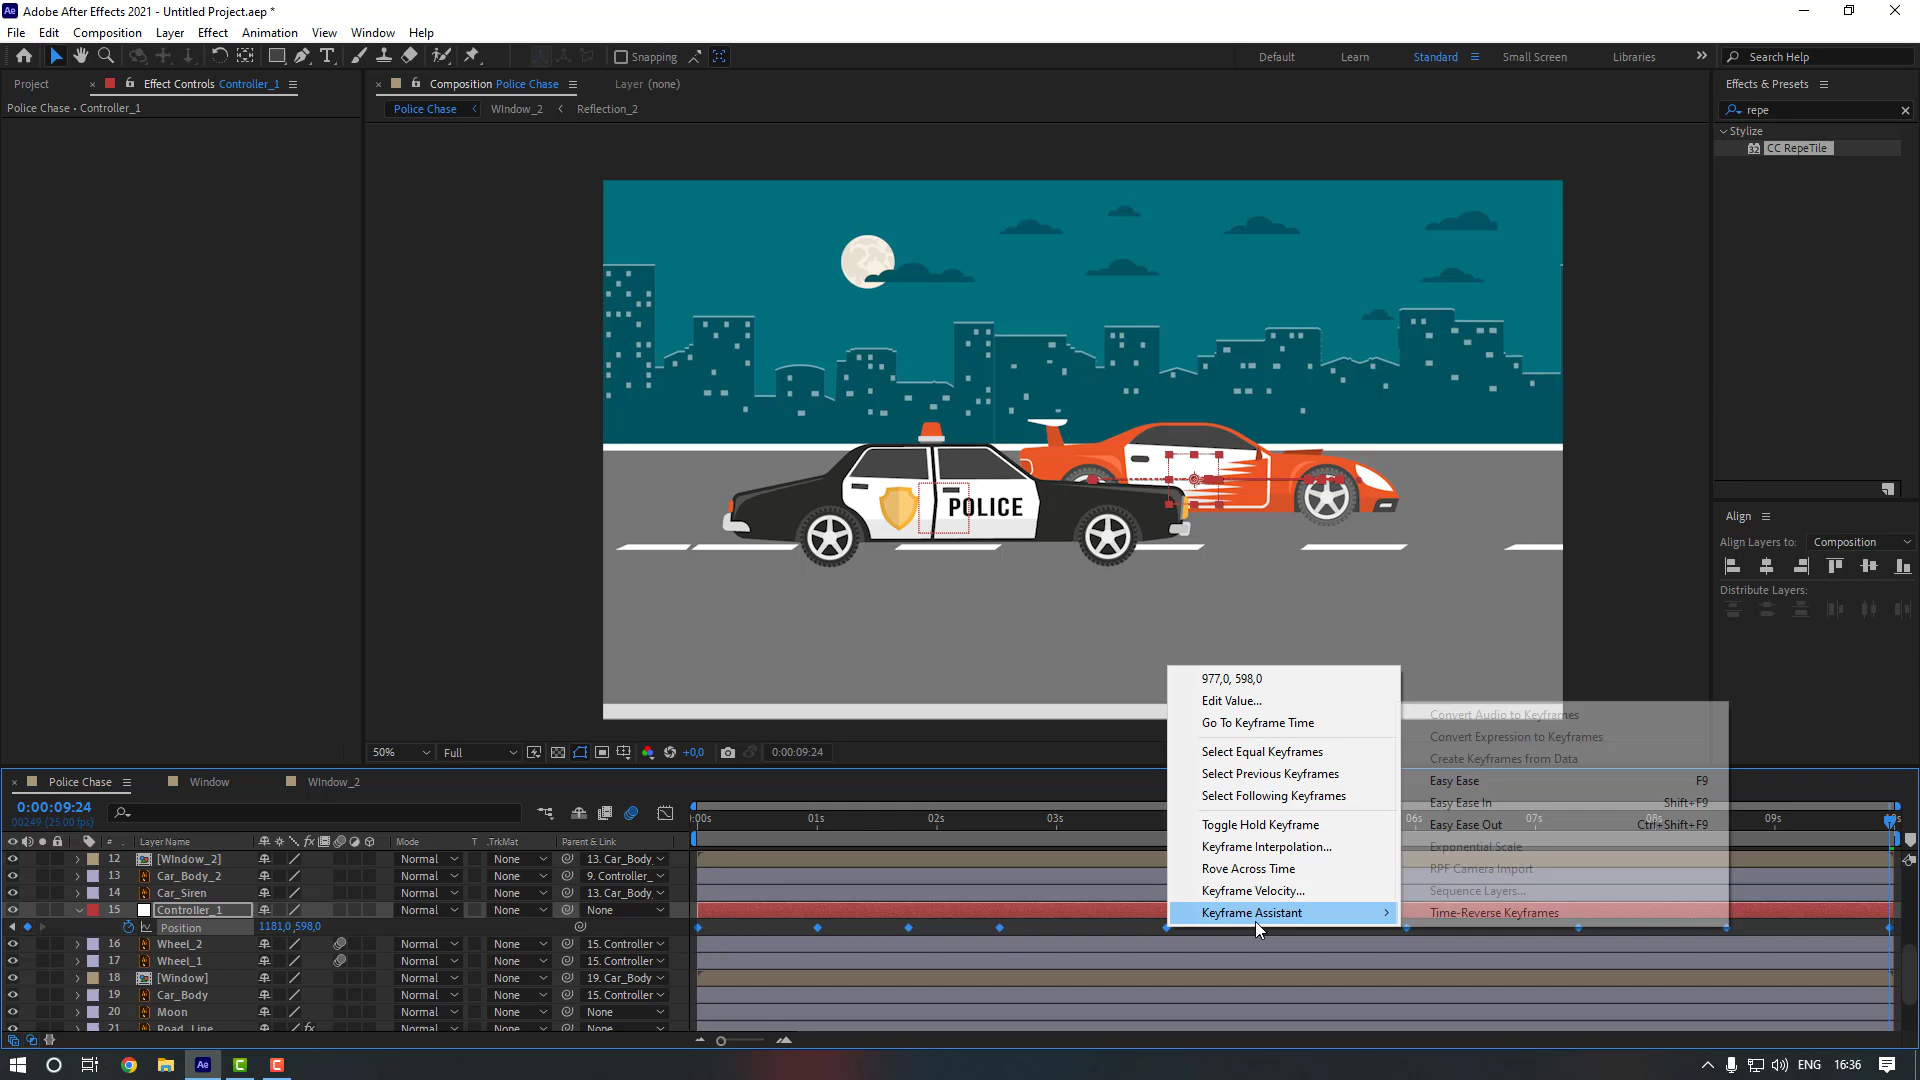 Adobe After Effects 2021 - Untitled Project.aep *
File Edit Composition Layer Effect Animation View Window Help
Snapping
Default Learn Standard Small Screen Libraries Search Help
Project Effect Controls Controller_1
Police Chase • Controller_1
Composition Police Chase Layer (none)
Police Chase WIndow_2 Reflection_2
Effects & Presets
repe
Stylize
CC RepeTile
POLICE
Align
Align Layers to: Composition
Distribute Layers:
977,0, 598,0
Edit Value...
Go To Keyframe Time
Select Equal Keyframes
Select Previous Keyframes
Select Following Keyframes
Toggle Hold Keyframe
Keyframe Interpolation...
Rove Across Time
Keyframe Velocity...
Keyframe Assistant
Convert Audio to Keyframes
Convert Expression to Keyframes
Create Keyframes from Data
Easy Ease F9
Easy Ease In Shift+F9
Easy Ease Out Ctrl+Shift+F9
Exponential Scale
RPF Camera Import
Sequence Layers...
Time-Reverse Keyframes
50% Full +0,0 0:00:09:24
Police Chase Window WIndow_2
0:00:09:24
00249 (25.00 fps)
:00s 01s 02s 03s 06s 07s 08s 09s
# Layer Name Mode T .TrkMat Parent & Link
12 [WIndow_2] Normal None 13. Car_Body_
13 Car_Body_2 Normal None 9. Controller_
14 Car_Siren Normal None 13. Car_Body_
15 Controller_1 Normal None None
Position 1181,0,598,0
16 Wheel_2 Normal None 15. Controller
17 Wheel_1 Normal None 15. Controller
18 [Window] Normal None 19. Car_Body
19 Car_Body Normal None 15. Controller
20 Moon Normal None None
21 Road_Line Normal None None
ENG 16:36